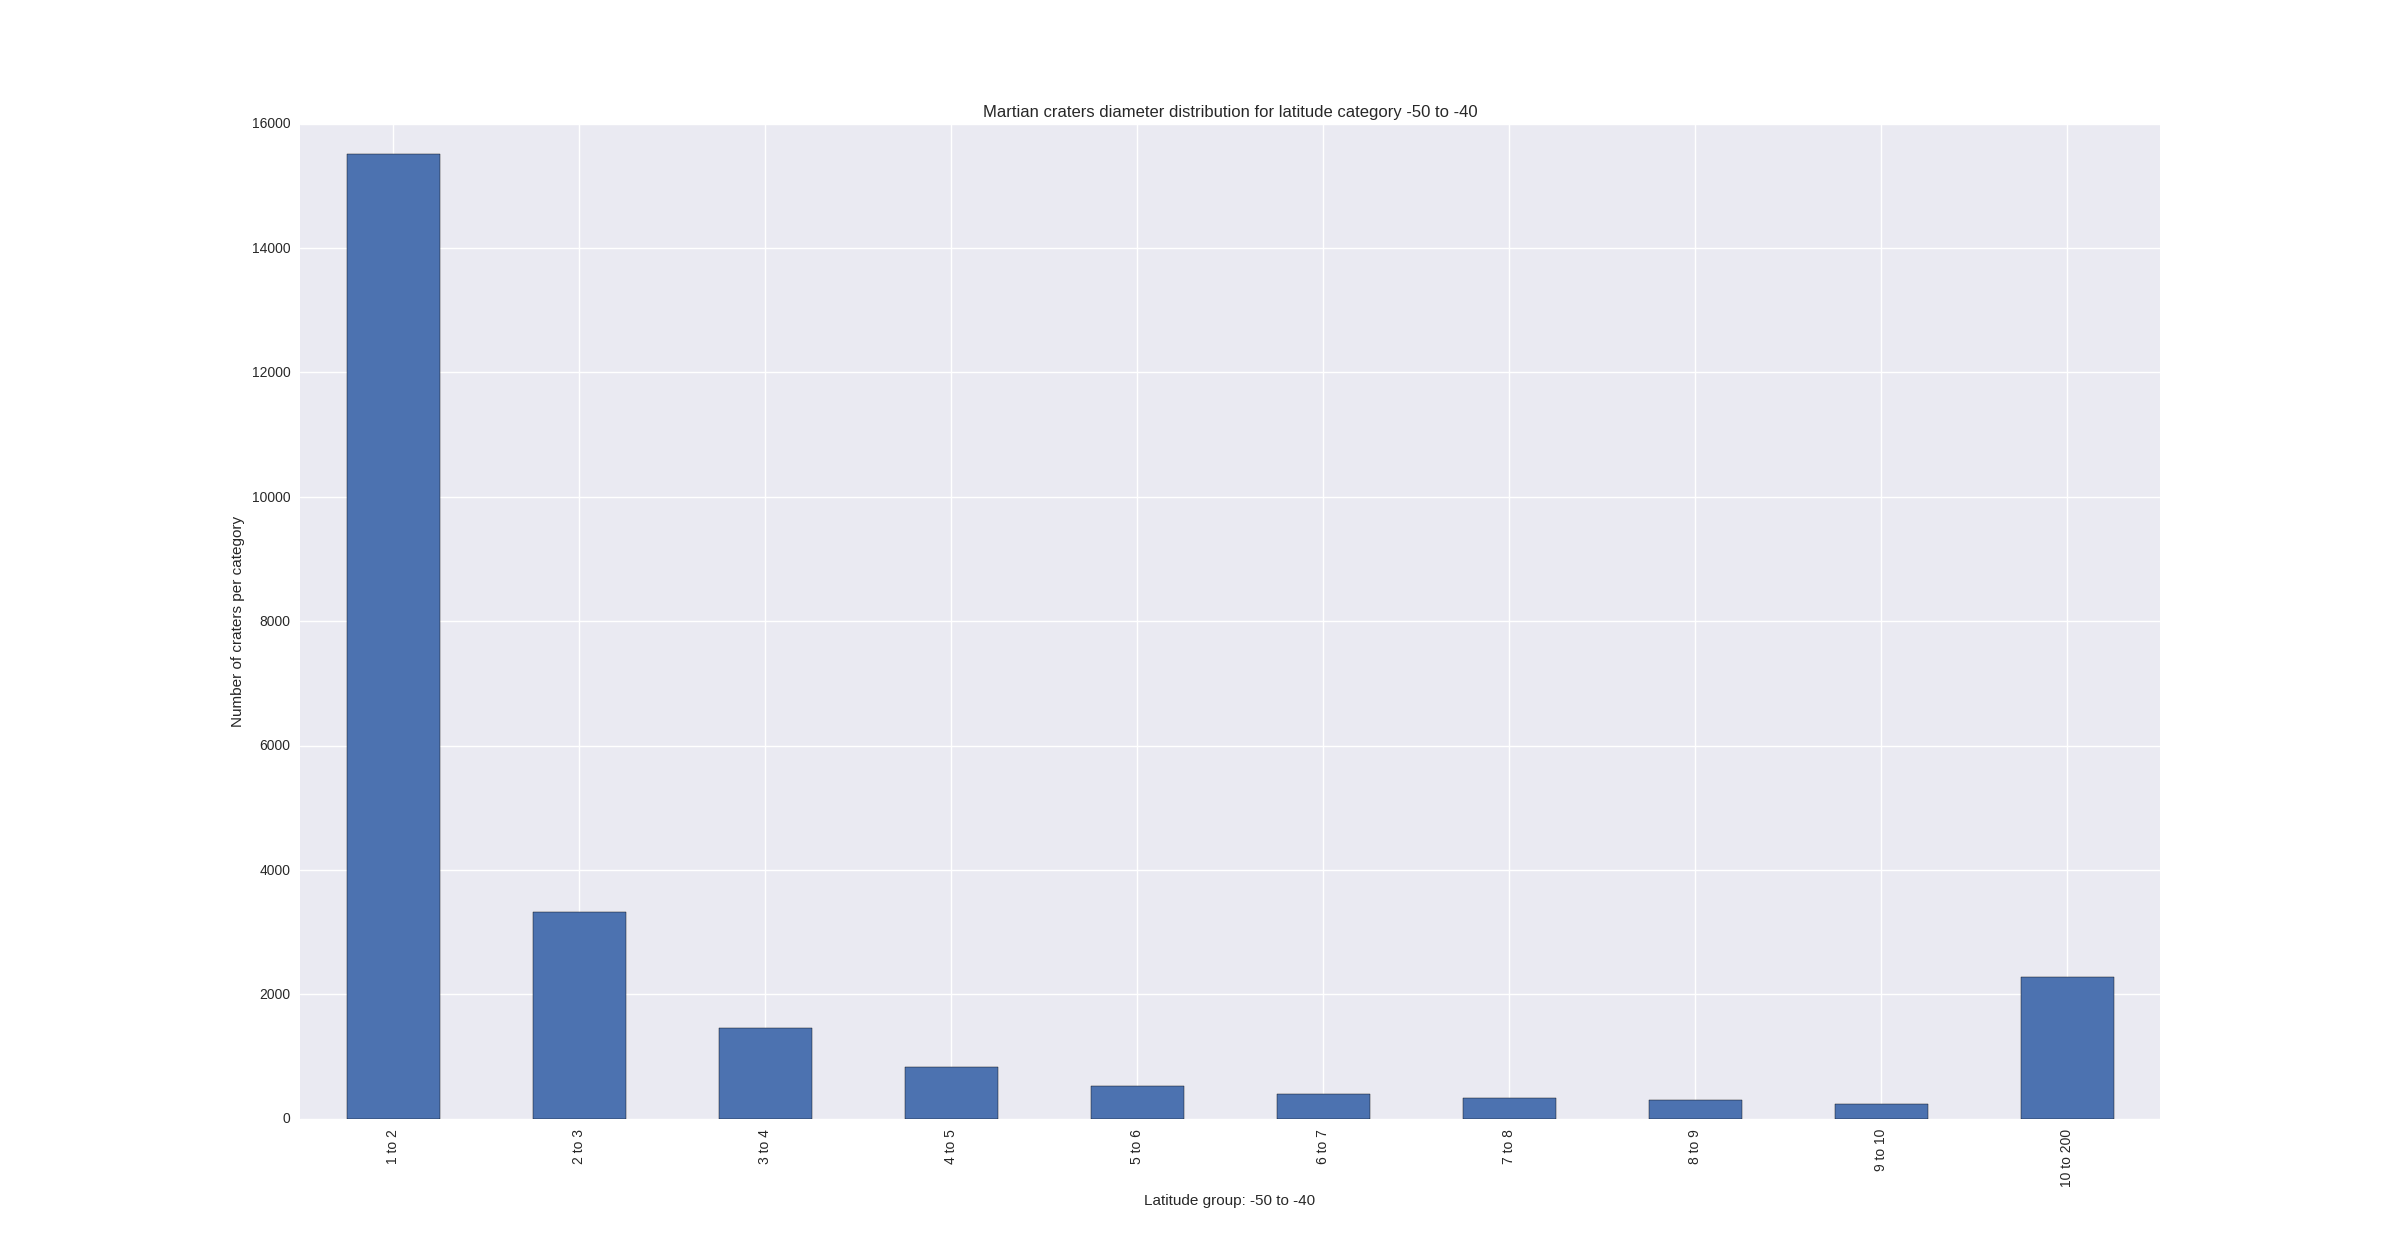 Martian craters diameter distribution for latitude category -50 to -40
16000
14000
12000
10000
8000
6000
4000
2000
0
Number of craters per category
1 to 2
2 to 3
3 to 4
4 to 5
5 to 6
6 to 7
7 to 8
8 to 9
9 to 10
10 to 200
Latitude group: -50 to -40